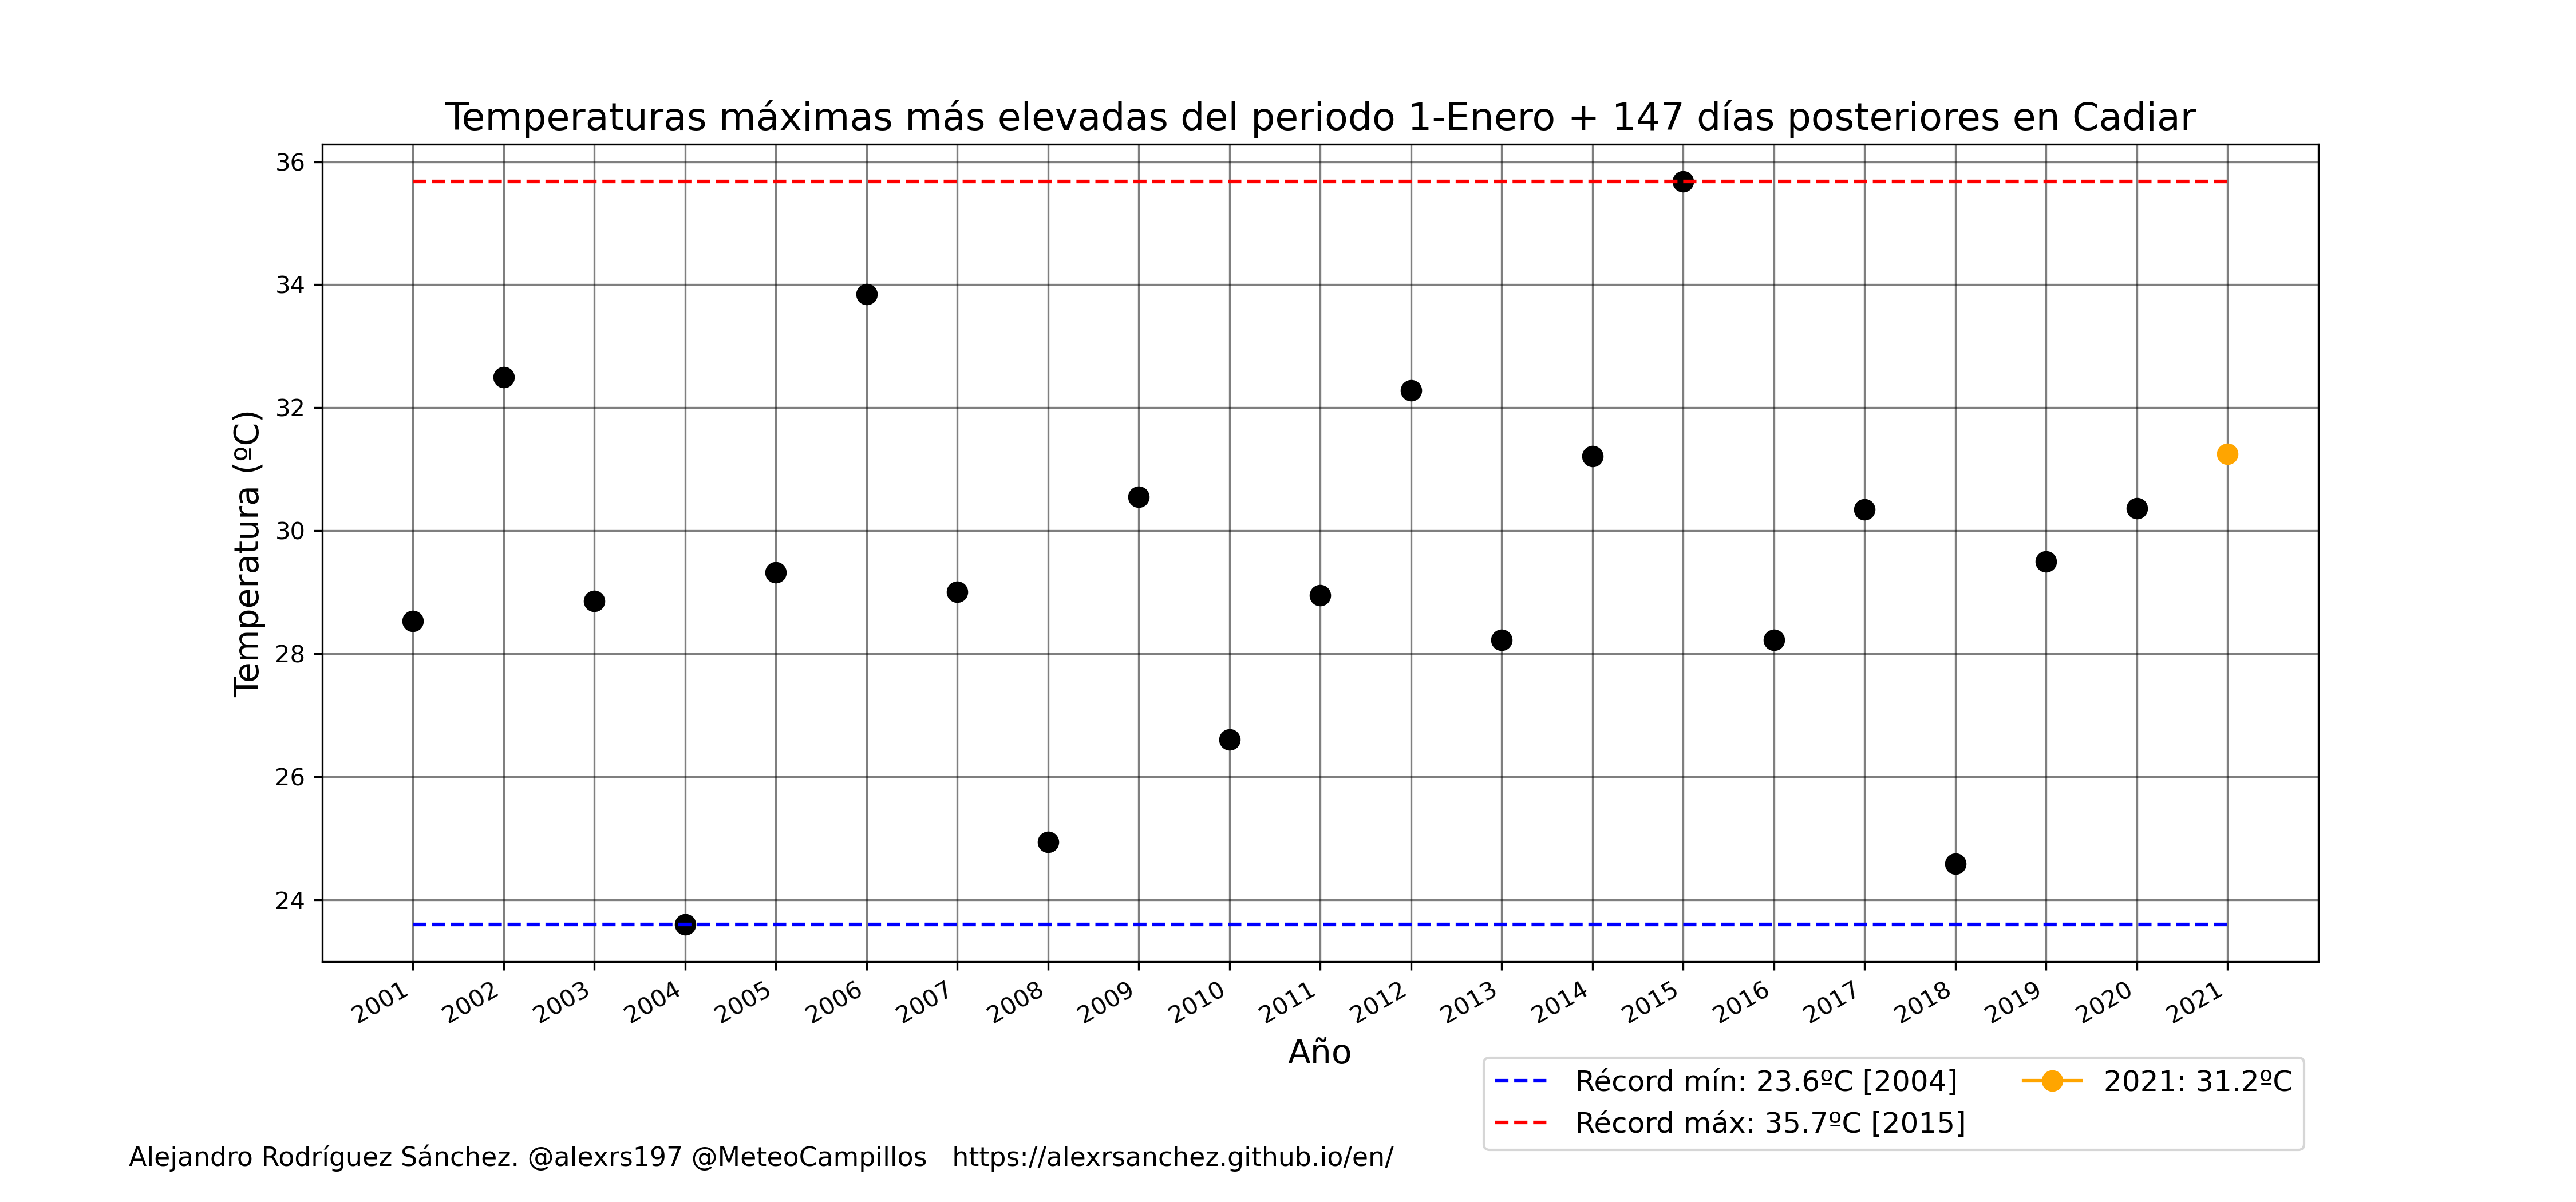 Temperaturas máximas más elevadas del periodo 1-Enero + 147 días posteriores en Cadiar
Temperatura (ºC)
36
34
32
30
28
26
24
2001 2002 2003 2004 2005 2006 2007 2008 2009 2010 2011 2012 2013 2014 2015 2016 2017 2018 2019 2020 2021
Año
Récord mín: 23.6ºC [2004]
Récord máx: 35.7ºC [2015]
2021: 31.2ºC
Alejandro Rodríguez Sánchez. @alexrs197 @MeteoCampillos https://alexrsanchez.github.io/en/